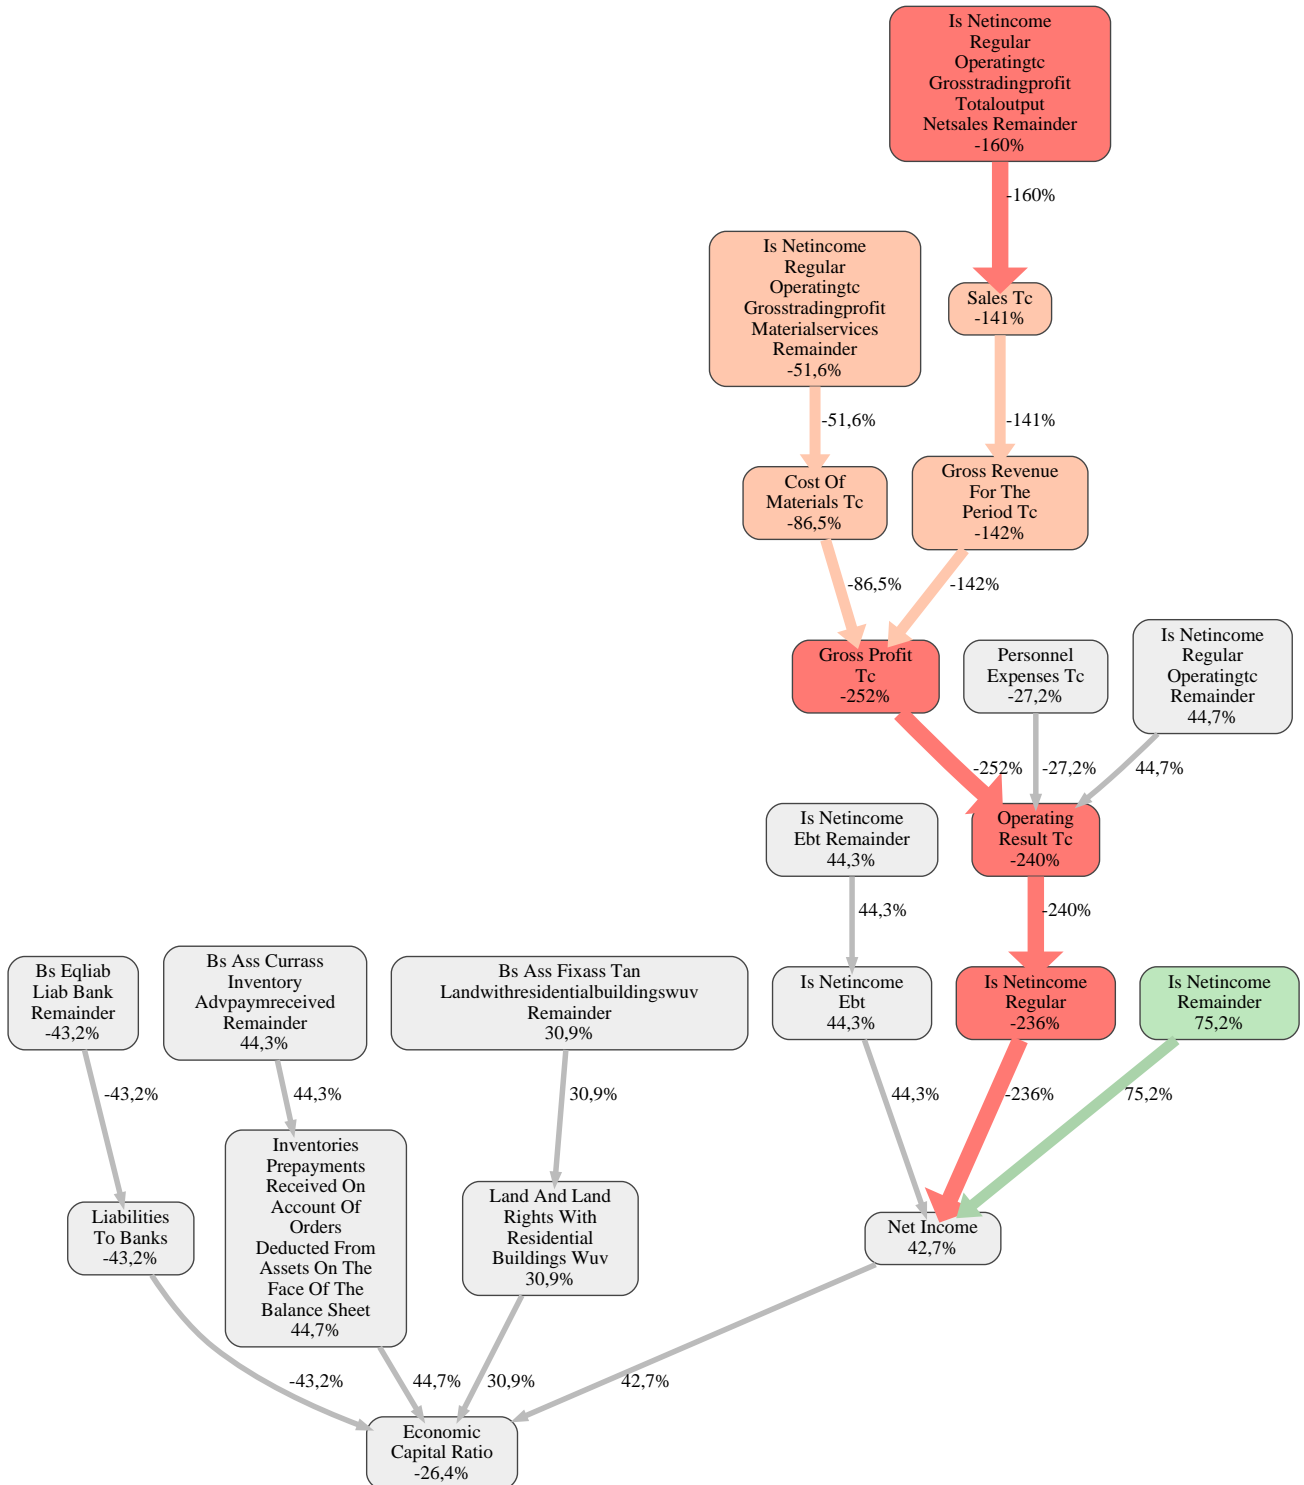 Is Netincome
Regular
Operatingtc
Grosstradingprofit
Totaloutput
Netsales Remainder
-160%
-160%
Is Netincome
Regular
Operatingtc
Grosstradingprofit
Materialservices
Remainder
-51,6%
Sales Tc
-141%
-51,6%
-141%
Cost Of
Materials Tc
-86,5%
Gross Revenue
For The
Period Tc
-142%
-86,5%
-142%
Gross Profit
Tc
-252%
Personnel
Expenses Tc
-27,2%
Is Netincome
Regular
Operatingtc
Remainder
44,7%
-252%
-27,2%
44,7%
Is Netincome
Ebt Remainder
44,3%
Operating
Result Tc
-240%
44,3%
-240%
Bs Eqliab
Liab Bank
Remainder
-43,2%
Bs Ass Currass
Inventory
Advpaymreceived
Remainder
44,3%
Bs Ass Fixass Tan
Landwithresidentialbuildingswuv
Remainder
30,9%
Is Netincome
Ebt
44,3%
Is Netincome
Regular
-236%
Is Netincome
Remainder
75,2%
-43,2%
44,3%
30,9%
44,3%
-236%
75,2%
Liabilities
To Banks
-43,2%
Inventories
Prepayments
Received On
Account Of
Orders
Deducted From
Assets On The
Face Of The
Balance Sheet
44,7%
Land And Land
Rights With
Residential
Buildings Wuv
30,9%
Net Income
42,7%
-43,2%
44,7%
30,9%
42,7%
Economic
Capital Ratio
-26,4%